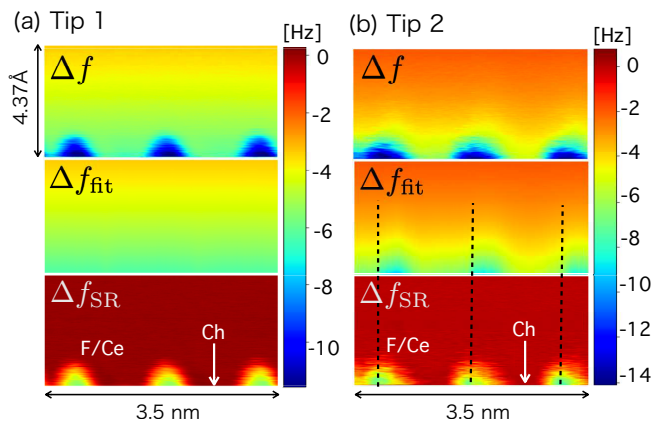 (a) Tip 1
[Hz]
4.37Å
Δf
Δf_fit
Δf_SR
F/Ce
Ch
3.5 nm
0
-2
-4
-6
-8
-10
(b) Tip 2
[Hz]
Δf
Δf_fit
Δf_SR
F/Ce
Ch
3.5 nm
0
-2
-4
-6
-8
-10
-12
-14